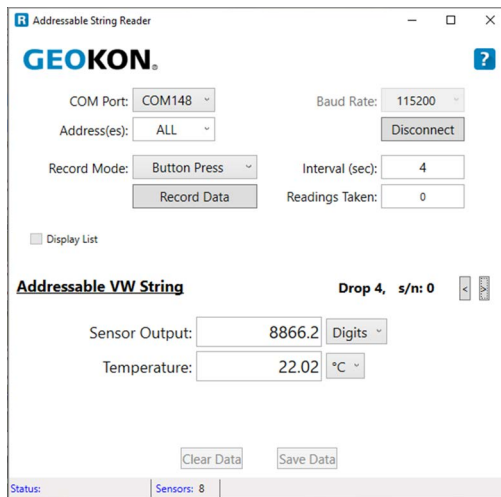 Addressable String Reader
GEOKON®
?
COM Port: COM148 Baud Rate: 115200
Address(es): ALL Disconnect
Record Mode: Button Press Interval (sec): 4
Record Data Readings Taken: 0
Display List
Addressable VW String Drop 4, s/n: 0 < >
Sensor Output: 8866.2 Digits
Temperature: 22.02 °C
Clear Data Save Data
Status: Sensors: 8